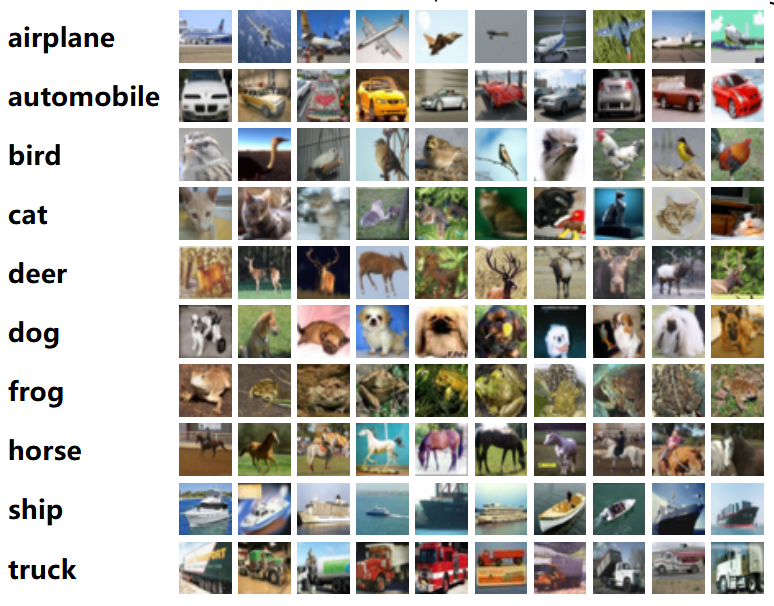 airplane
automobile
bird
cat
deer
dog
frog
horse
ship
truck